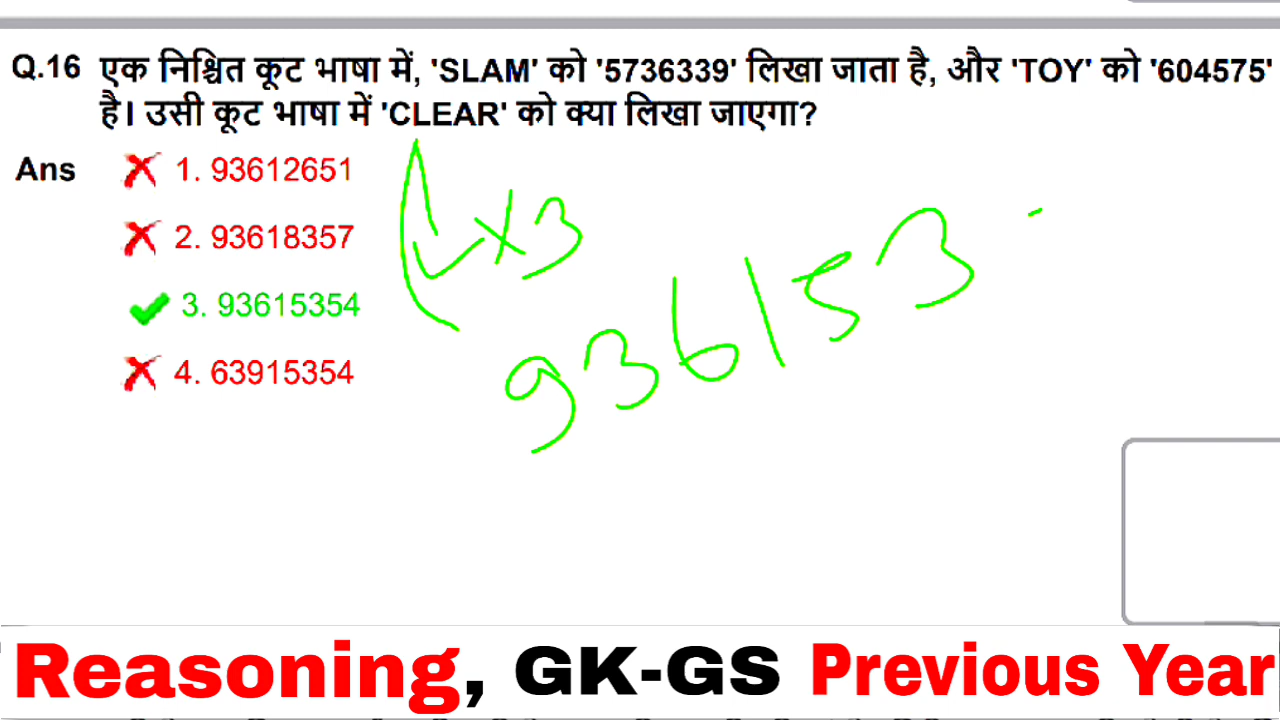 Q.16 एक निश्चित कूट भाषा में, 'SLAM' को '5736339' लिखा जाता है, और 'TOY' को '604575'
है। उसी कूट भाषा में 'CLEAR' को क्या लिखा जाएगा?
Ans 1. 93612651
2. 93618357
3. 93615354
4. 63915354
×3
936153
Reasoning, GK-GS Previous Year